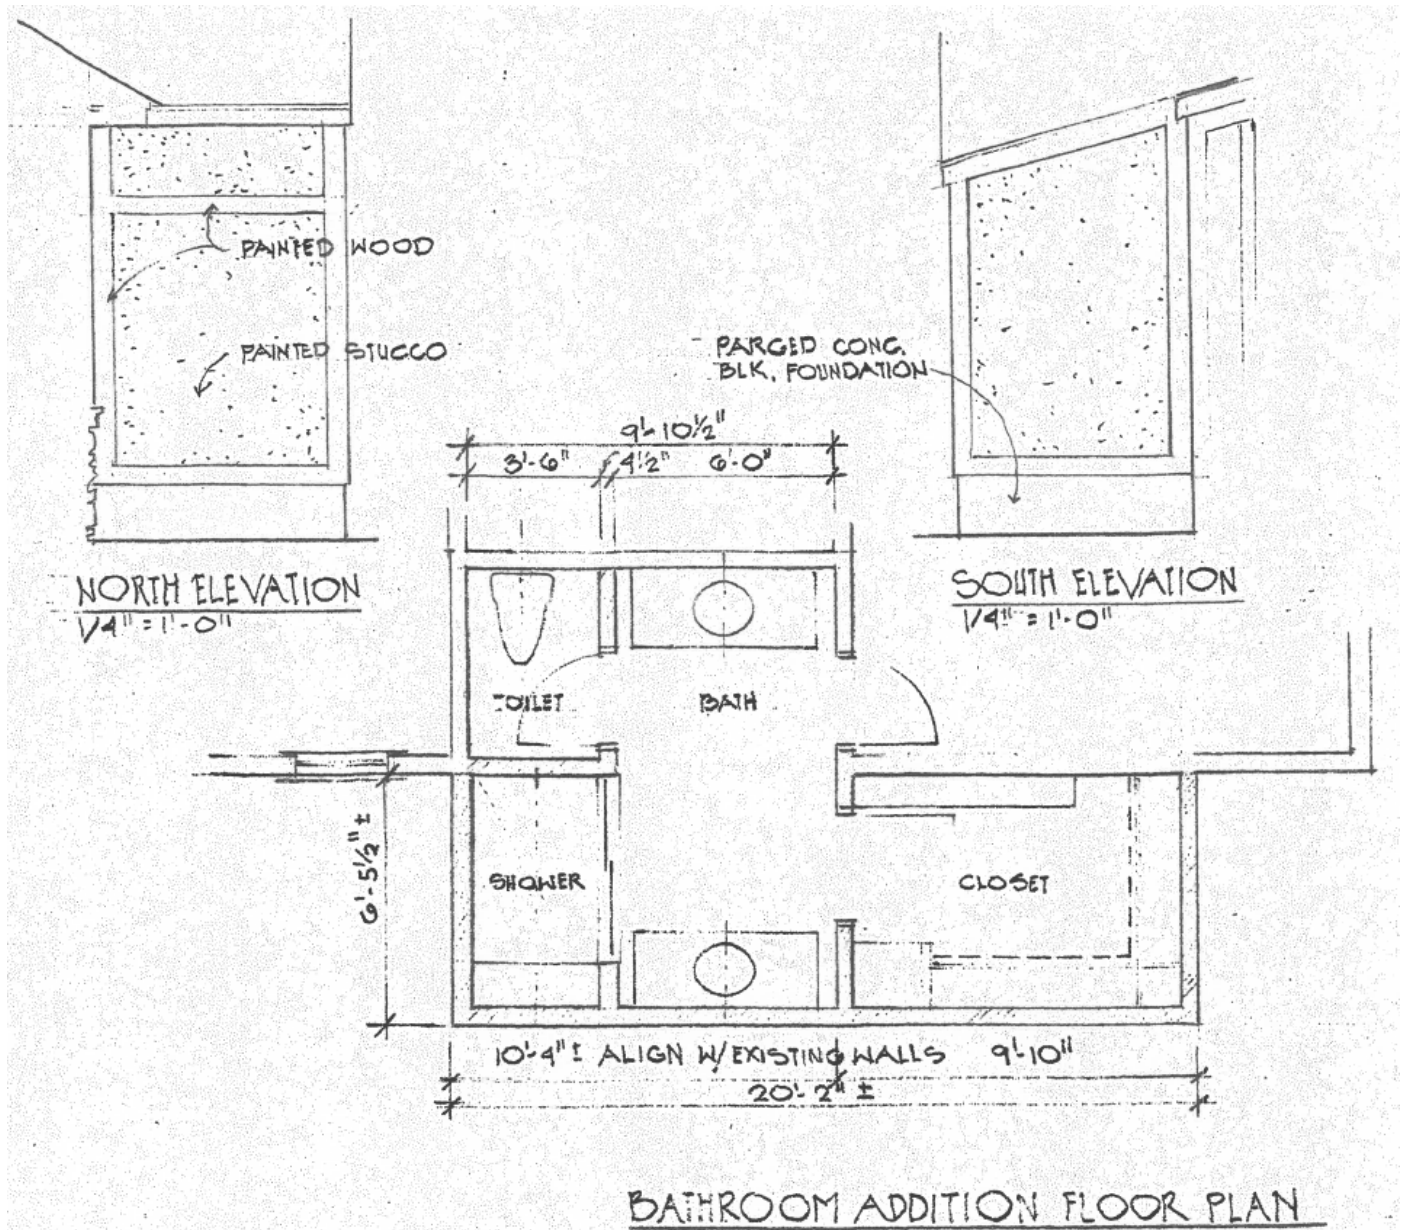 PAINTED WOOD
PAINTED STUCCO
PARGED CONC.
BLK. FOUNDATION
9'-10 1/2"
3'-6" 4 1/2" 6'-0"
NORTH ELEVATION
1/4" = 1'-0"
SOUTH ELEVATION
1/4" = 1'-0"
TOILET
BATH
6'-5 1/2" ±
SHOWER
CLOSET
10'-4" ± ALIGN W/EXISTING WALLS 9'-10"
20'-2" ±
BATHROOM ADDITION FLOOR PLAN